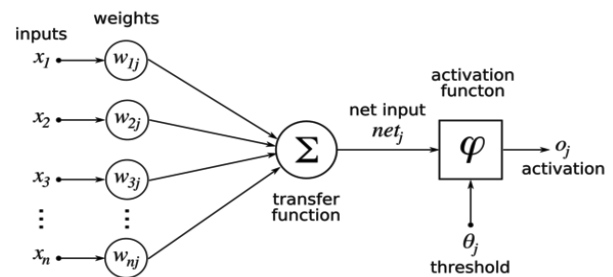 inputs
weights
x1
w1j
x2
w2j
x3
w3j
⋮
⋮
xn
wnj
Σ
transfer
function
net input
netj
activation
functon
φ
oj
activation
θj
threshold